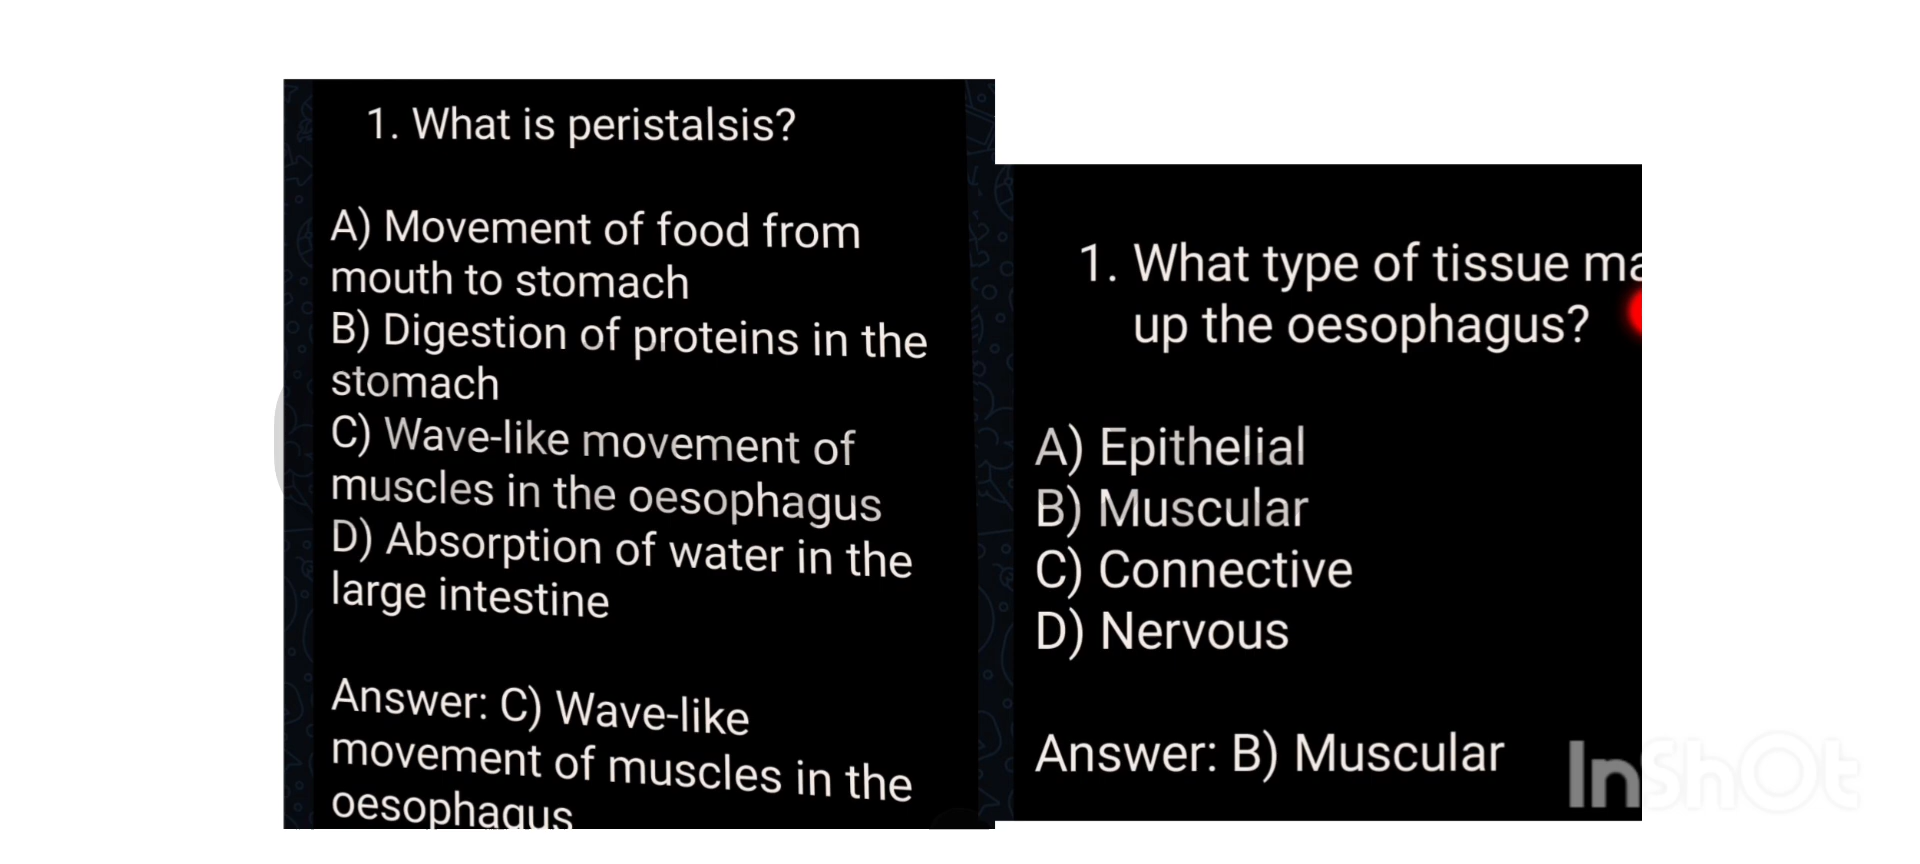 1. What is peristalsis?
A) Movement of food from
mouth to stomach
B) Digestion of proteins in the
stomach
C) Wave-like movement of
muscles in the oesophagus
D) Absorption of water in the
large intestine
Answer: C) Wave-like
movement of muscles in the
oesophagus
1. What type of tissue ma
up the oesophagus?
A) Epithelial
B) Muscular
C) Connective
D) Nervous
Answer: B) Muscular
InShOt